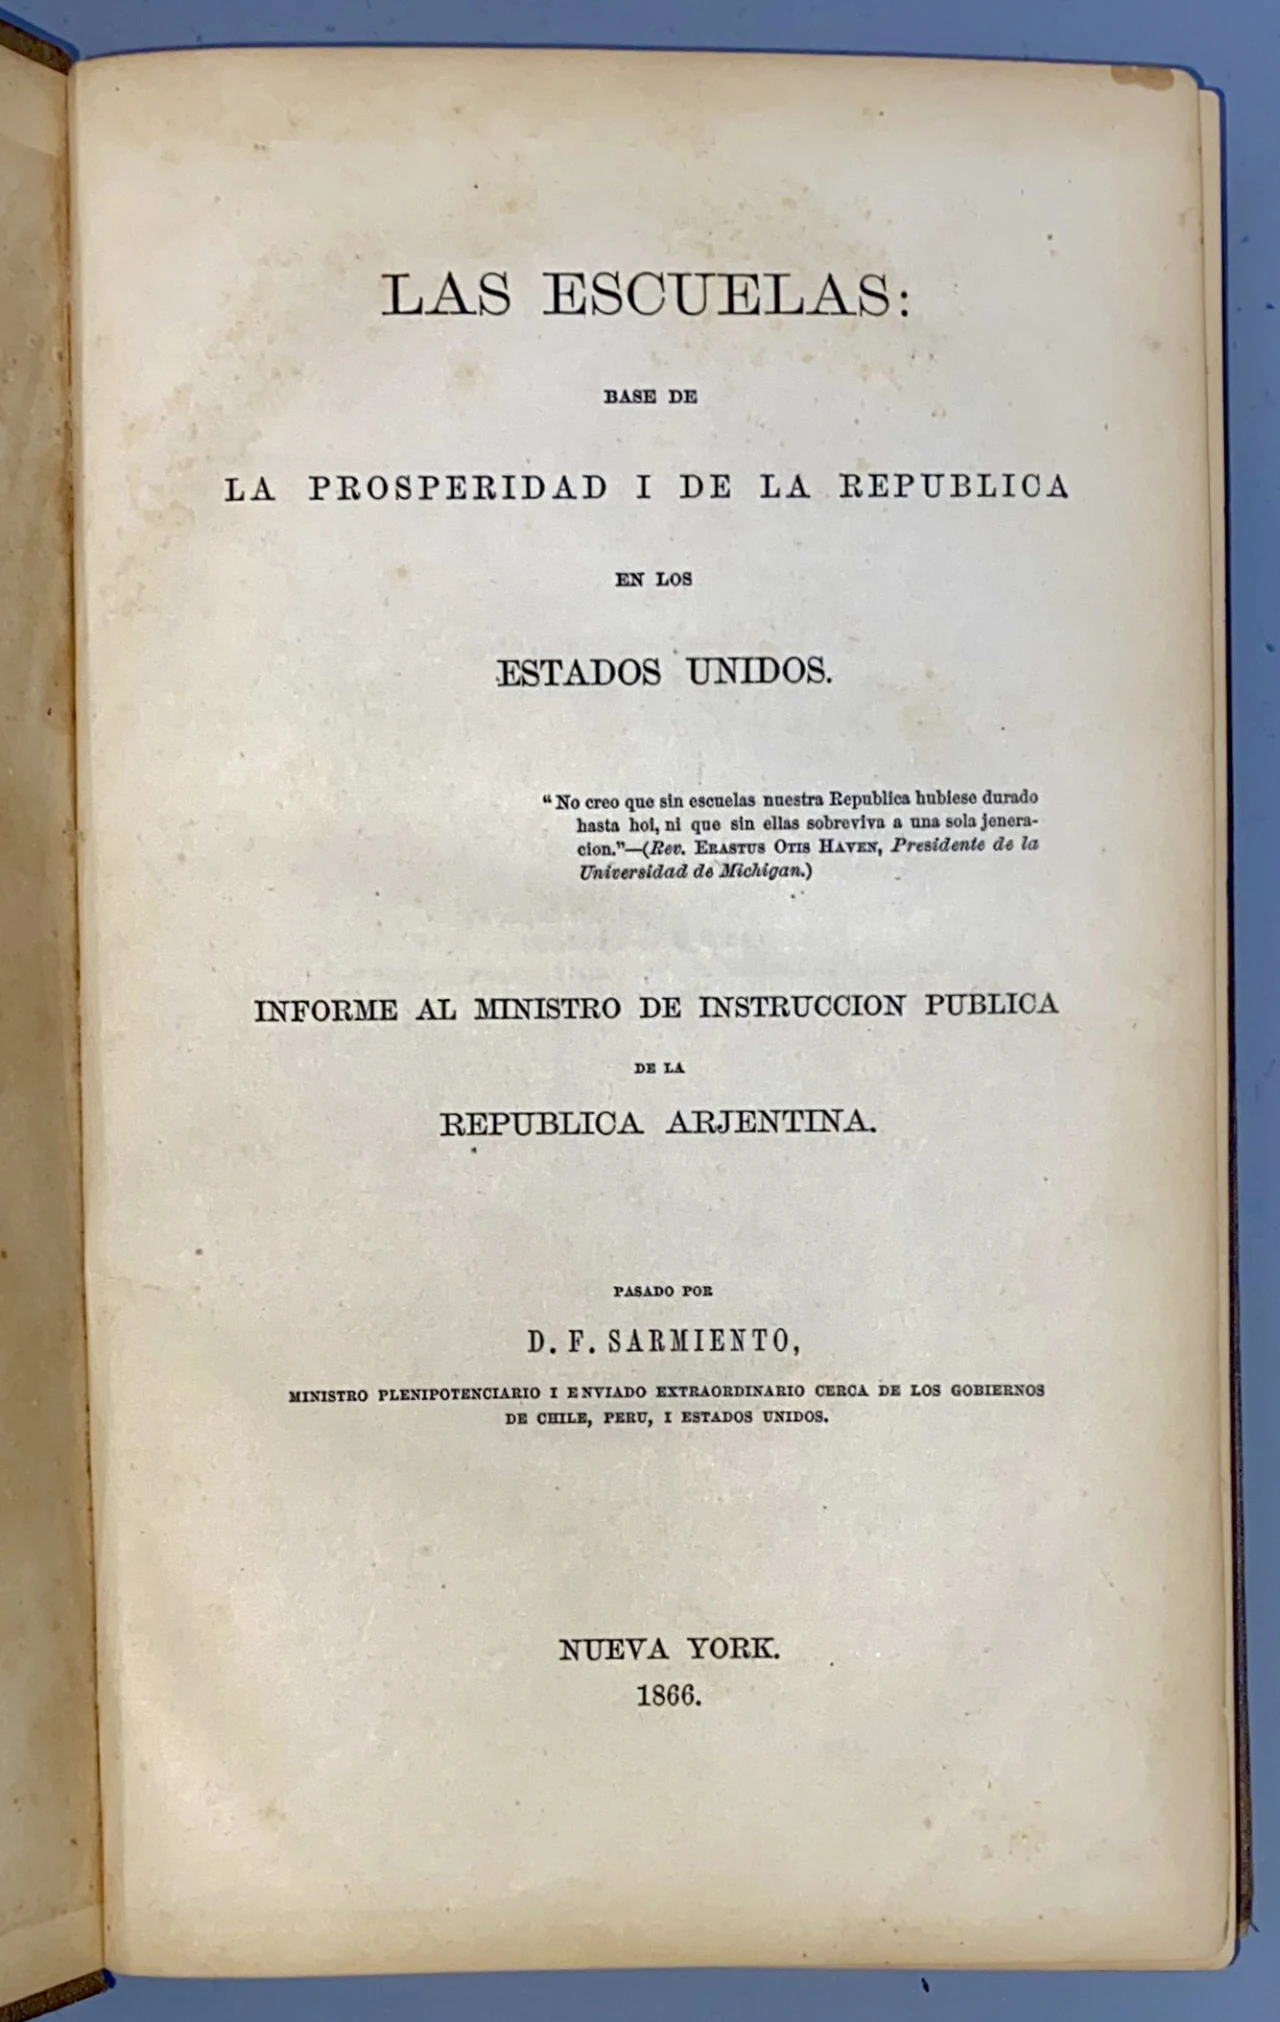 LAS ESCUELAS:
BASE DE
LA PROSPERIDAD I DE LA REPUBLICA
EN LOS
ESTADOS UNIDOS.
"No creo que sin escuelas nuestra Republica hubiese durado
hasta hoi, ni que sin ellas sobreviva a una sola jenera-
cion."—(Rev. ERASTUS OTIS HAVEN, Presidente de la
Universidad de Michigan.)
INFORME AL MINISTRO DE INSTRUCCION PUBLICA
DE LA
REPUBLICA ARJENTINA.
PASADO POR
D. F. SARMIENTO,
MINISTRO PLENIPOTENCIARIO I ENVIADO EXTRAORDINARIO CERCA DE LOS GOBIERNOS
DE CHILE, PERU, I ESTADOS UNIDOS.
NUEVA YORK.
1866.